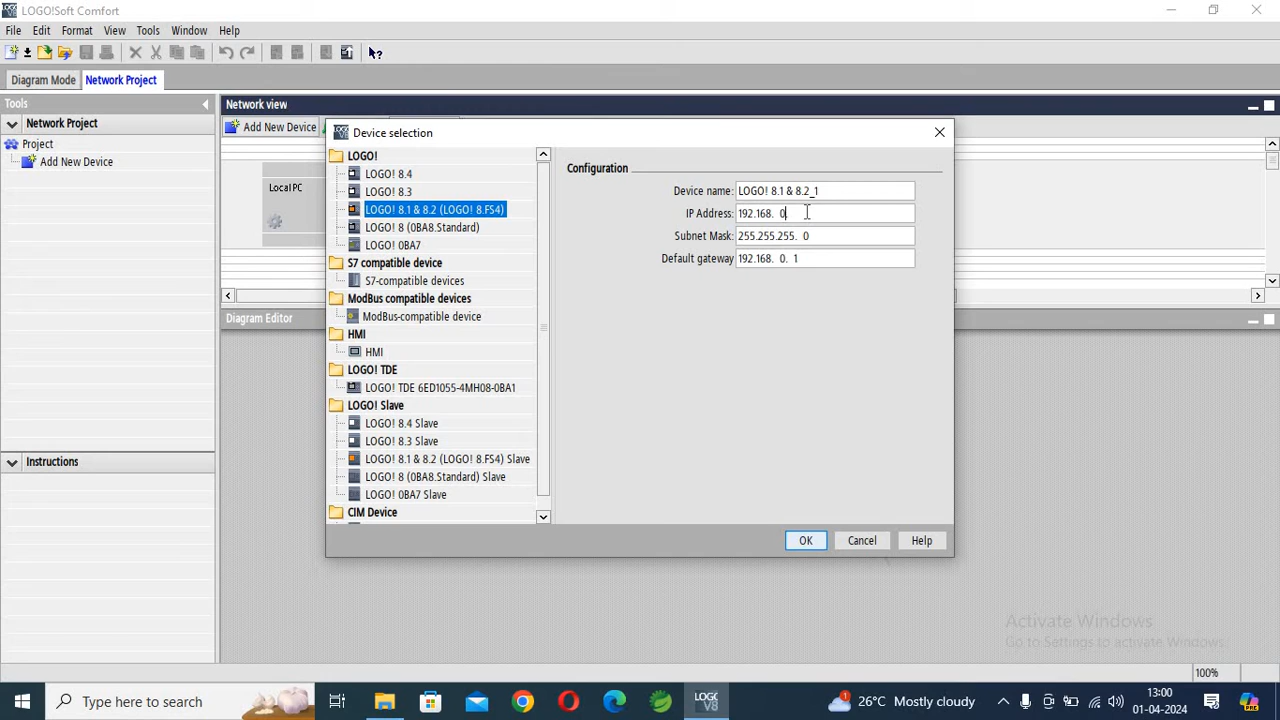 LOGO!Soft Comfort
File Edit Format View Tools Window Help
Diagram Mode Network Project
Tools
Network Project
Project
Add New Device
Instructions
Network view
Add New Device
Local PC
Diagram Editor
Device selection
LOGO!
LOGO! 8.4
LOGO! 8.3
LOGO! 8.1 & 8.2 (LOGO! 8.FS4)
LOGO! 8 (0BA8.Standard)
LOGO! 0BA7
S7 compatible device
S7-compatible devices
ModBus compatible devices
ModBus-compatible device
HMI
HMI
LOGO! TDE
LOGO! TDE 6ED1055-4MH08-0BA1
LOGO! Slave
LOGO! 8.4 Slave
LOGO! 8.3 Slave
LOGO! 8.1 & 8.2 (LOGO! 8.FS4) Slave
LOGO! 8 (0BA8.Standard) Slave
LOGO! 0BA7 Slave
CIM Device
Configuration
Device name: LOGO! 8.1 & 8.2_1
IP Address: 192.168. 0
Subnet Mask: 255.255.255. 0
Default gateway 192.168. 0. 1
OK Cancel Help
Activate Windows
Go to Settings to activate Windows.
100%
Type here to search
LOGO V8
1
26°C Mostly cloudy
13:00
01-04-2024
PRE